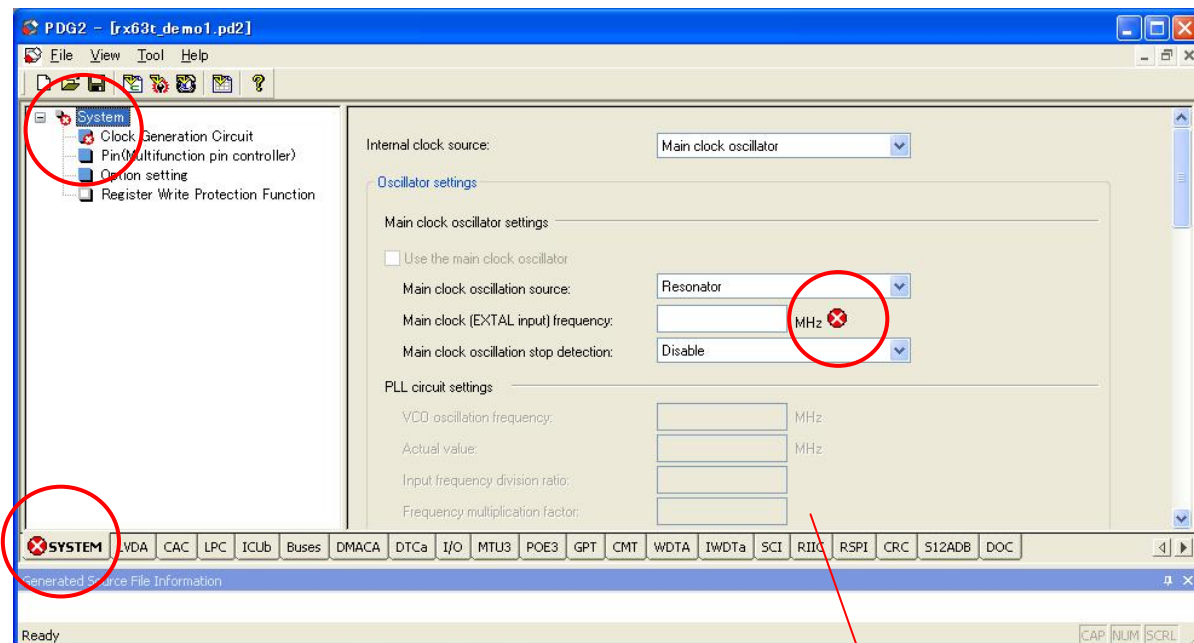 PDG2 - [rx63t_demo1.pd2]
File View Tool Help
System
Clock Generation Circuit
Pin(Multifunction pin controller)
Option setting
Register Write Protection Function
Internal clock source: Main clock oscillator
Oscillator settings
Main clock oscillator settings
Use the main clock oscillator
Main clock oscillation source: Resonator
Main clock (EXTAL input) frequency: MHz
Main clock oscillation stop detection: Disable
PLL circuit settings
VCO oscillation frequency: MHz
Actual value: MHz
Input frequency division ratio:
Frequency multiplication factor:
SYSTEM LVDA CAC LPC ICUb Buses DMACA DTCa I/O MTU3 POE3 GPT CMT WDTA IWDTa SCI RIIC RSPI CRC S12ADB DOC
Generated Source File Information
Ready CAP NUM SCRL